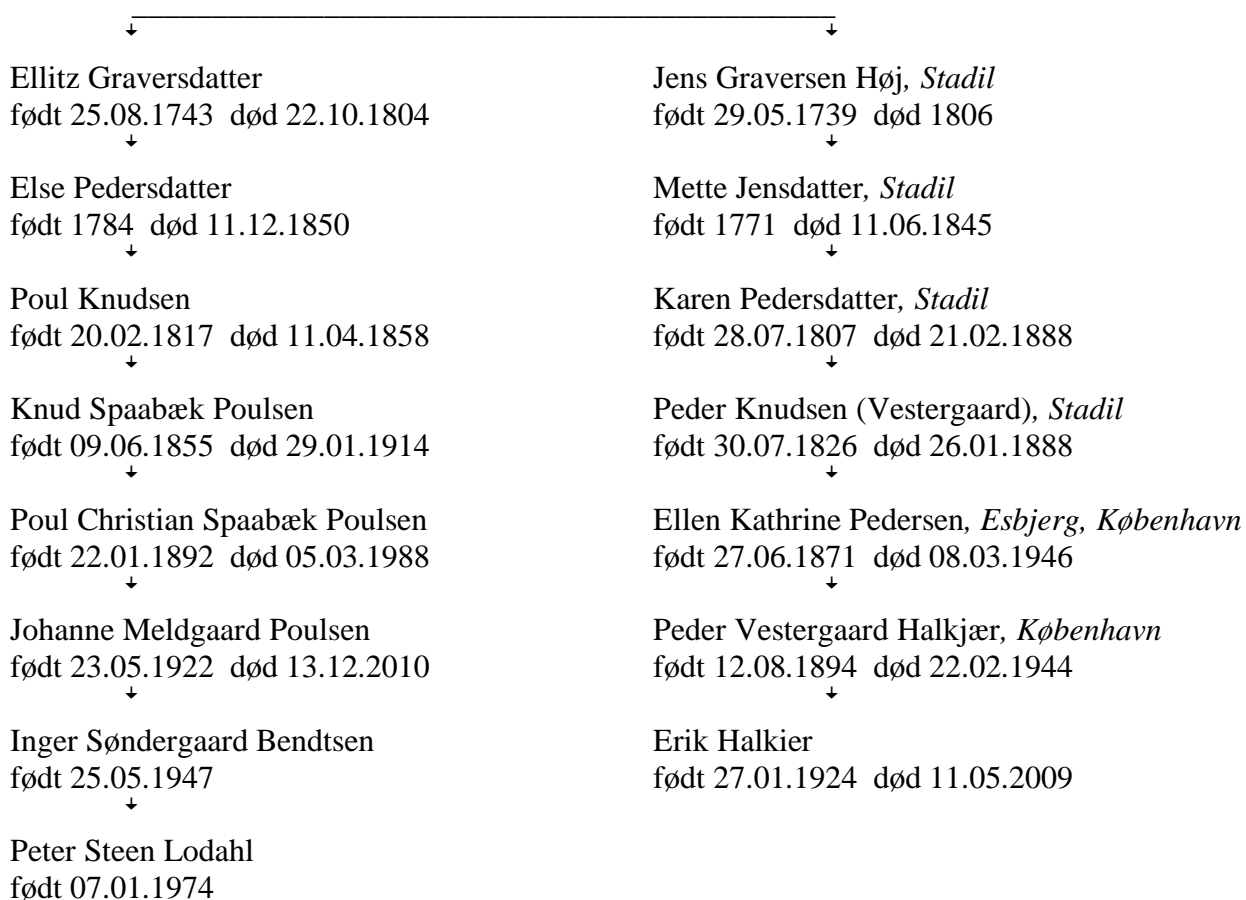 Ellitz Graversdatter
født 25.08.1743  død 22.10.1804
Else Pedersdatter
født 1784  død 11.12.1850
Poul Knudsen
født 20.02.1817  død 11.04.1858
Knud Spaabæk Poulsen
født 09.06.1855  død 29.01.1914
Poul Christian Spaabæk Poulsen
født 22.01.1892  død 05.03.1988
Johanne Meldgaard Poulsen
født 23.05.1922  død 13.12.2010
Inger Søndergaard Bendtsen
født 25.05.1947
Peter Steen Lodahl
født 07.01.1974
Jens Graversen Høj, Stadil
født 29.05.1739  død 1806
Mette Jensdatter, Stadil
født 1771  død 11.06.1845
Karen Pedersdatter, Stadil
født 28.07.1807  død 21.02.1888
Peder Knudsen (Vestergaard), Stadil
født 30.07.1826  død 26.01.1888
Ellen Kathrine Pedersen, Esbjerg, København
født 27.06.1871  død 08.03.1946
Peder Vestergaard Halkjær, København
født 12.08.1894  død 22.02.1944
Erik Halkier
født 27.01.1924  død 11.05.2009